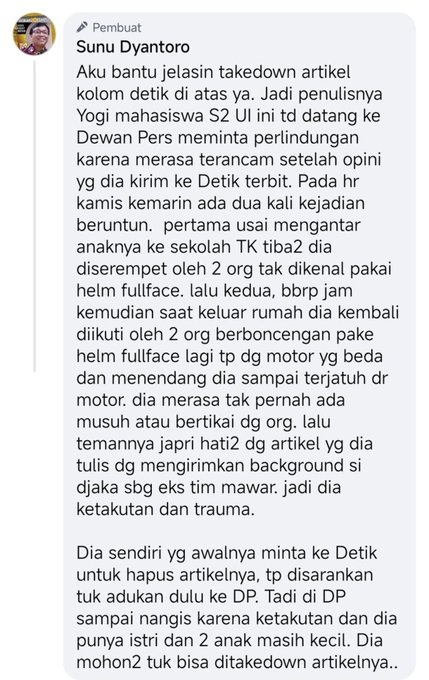 Pembuat
Sunu Dyantoro
Aku bantu jelasin takedown artikel
kolom detik di atas ya. Jadi penulisnya
Yogi mahasiswa S2 UI ini td datang ke
Dewan Pers meminta perlindungan
karena merasa terancam setelah opini
yg dia kirim ke Detik terbit. Pada hr
kamis kemarin ada dua kali kejadian
beruntun.  pertama usai mengantar
anaknya ke sekolah TK tiba2 dia
diserempet oleh 2 org tak dikenal pakai
helm fullface. lalu kedua, bbrp jam
kemudian saat keluar rumah dia kembali
diikuti oleh 2 org berboncengan pake
helm fullface lagi tp dg motor yg beda
dan menendang dia sampai terjatuh dr
motor. dia merasa tak pernah ada
musuh atau bertikai dg org. lalu
temannya japri hati2 dg artikel yg dia
tulis dg mengirimkan background si
djaka sbg eks tim mawar. jadi dia
ketakutan dan trauma.

Dia sendiri yg awalnya minta ke Detik
untuk hapus artikelnya, tp disarankan
tuk adukan dulu ke DP. Tadi di DP
sampai nangis karena ketakutan dan dia
punya istri dan 2 anak masih kecil. Dia
mohon2 tuk bisa ditakedown artikelnya..